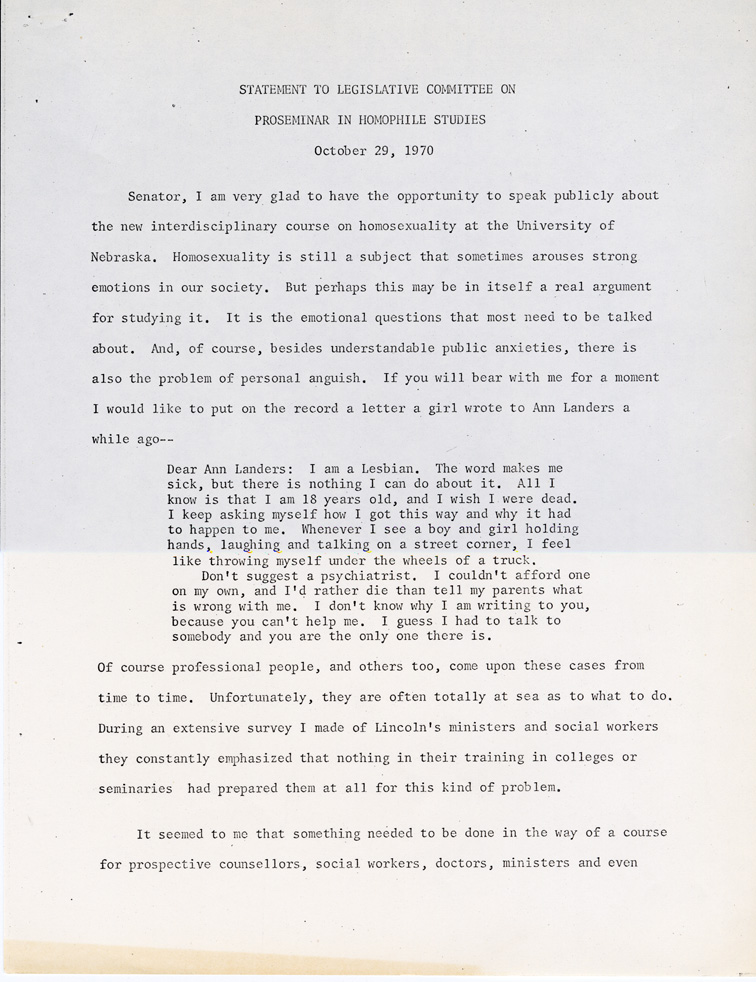 STATEMENT TO LEGISLATIVE COMMITTEE ON
PROSEMINAR IN HOMOPHILE STUDIES
October 29, 1970
Senator, I am very glad to have the opportunity to speak publicly about
the new interdisciplinary course on homosexuality at the University of
Nebraska. Homosexuality is still a subject that sometimes arouses strong
emotions in our society. But perhaps this may be in itself a real argument
for studying it. It is the emotional questions that most need to be talked
about. And, of course, besides understandable public anxieties, there is
also the problem of personal anguish. If you will bear with me for a moment
I would like to put on the record a letter a girl wrote to Ann Landers a
while ago--
Dear Ann Landers: I am a Lesbian. The word makes me
sick, but there is nothing I can do about it. All I
know is that I am 18 years old, and I wish I were dead.
I keep asking myself how I got this way and why it had
to happen to me. Whenever I see a boy and girl holding
hands, laughing and talking on a street corner, I feel
like throwing myself under the wheels of a truck.
Don't suggest a psychiatrist. I couldn't afford one
on my own, and I'd rather die than tell my parents what
is wrong with me. I don't know why I am writing to you,
because you can't help me. I guess I had to talk to
somebody and you are the only one there is.
Of course professional people, and others too, come upon these cases from
time to time. Unfortunately, they are often totally at sea as to what to do.
During an extensive survey I made of Lincoln's ministers and social workers
they constantly emphasized that nothing in their training in colleges or
seminaries had prepared them at all for this kind of problem.
It seemed to me that something needed to be done in the way of a course
for prospective counsellors, social workers, doctors, ministers and even